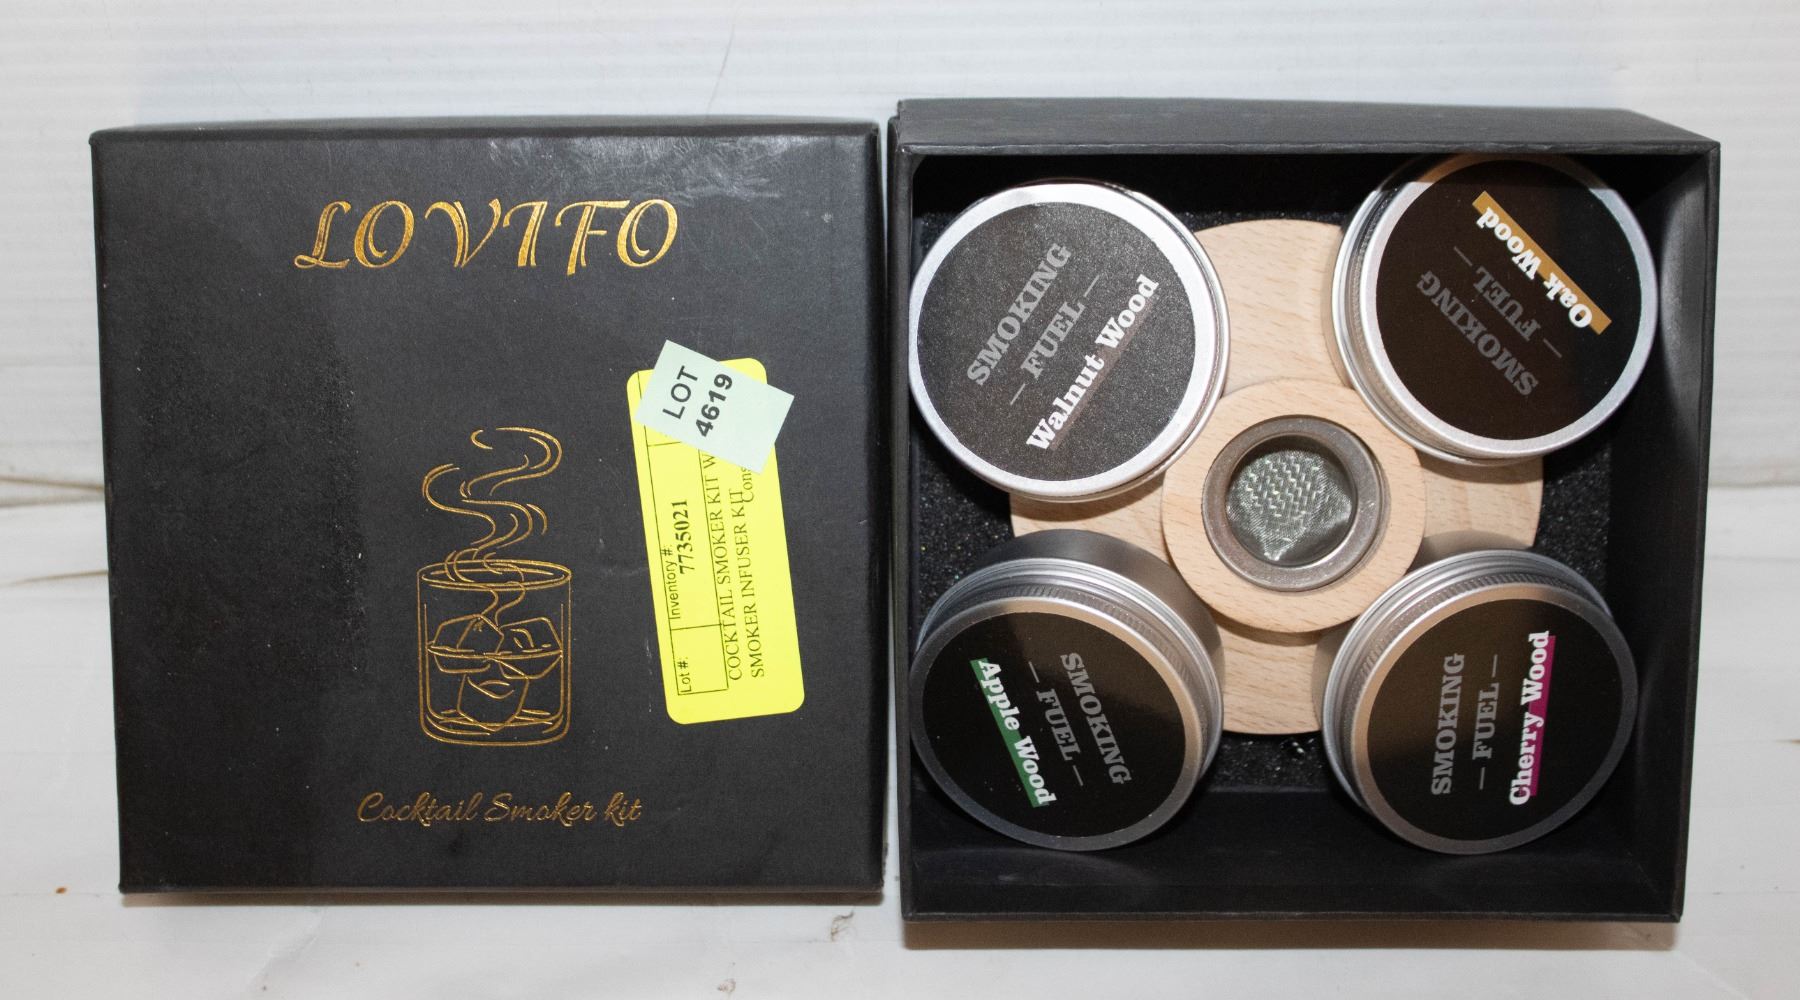 LOVIFO
LOT
4619
Lot #:
Inventory #:
7735021
COCKTAIL SMOKER KIT W
SMOKER INFUSER KIT
Cons
Cocktail Smoker kit
SMOKING
— FUEL —
Walnut Wood
SMOKING
— FUEL —
Oak Wood
Apple Wood
SMOKING
— FUEL —
SMOKING
— FUEL —
Cherry Wood